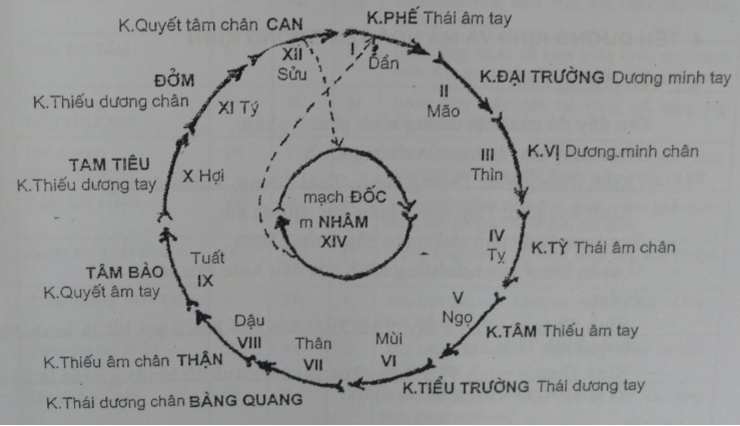 K.Quyết tâm chân CAN
K.PHẾ Thái âm tay
XII
Sửu
I
Dần
ĐỞM
K.Thiếu dương chân
K.ĐẠI TRƯỜNG Dương minh tay
XI Tý
II
Mão
TAM TIÊU
K.Thiếu dương tay
X Hợi
K.VỊ Dương.minh chân
III
Thìn
mạch ĐỐC
m NHÂM
XIV
TÂM BÀO
K.Quyết âm tay
Tuất
IX
IV
Tỵ
K.TỲ Thái âm chân
V
Ngọ
K.TÂM Thiếu âm tay
Dậu
VIII
Thân
VII
Mùi
VI
K.Thiếu âm chân THẬN
K.TIỂU TRƯỜNG Thái dương tay
K.Thái dương chân BÀNG QUANG